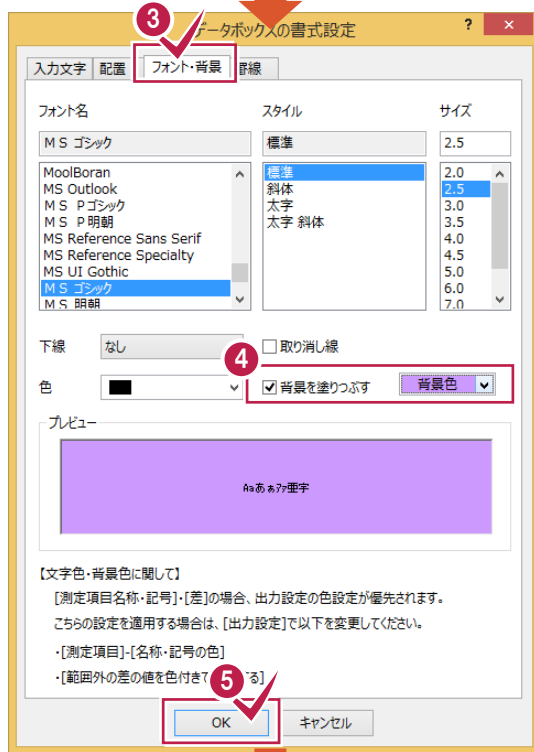 3
データボックスの書式設定
? ×
入力文字 配置 フォント・背景 罫線
フォント名 スタイル サイズ
ＭＳ ゴシック 標準 2.5
MoolBoran
MS Outlook
ＭＳ Ｐゴシック
ＭＳ Ｐ明朝
MS Reference Sans Serif
MS Reference Specialty
MS UI Gothic
ＭＳ ゴシック
ＭＳ 明朝
標準
斜体
太字
太字 斜体
2.0
2.5
3.0
3.5
4.0
4.5
5.0
6.0
7.0
下線 なし 取り消し線
4
色 背景を塗りつぶす 背景色
プレビュー
Aaあぁアァ亜宇
【文字色・背景色に関して】
[測定項目名称・記号]・[差]の場合、出力設定の色設定が優先されます。
こちらの設定を適用する場合は、[出力設定]で以下を変更してください。
・[測定項目]-[名称・記号の色]
・[範囲外の差の値を色付き
る]
5
OK キャンセル